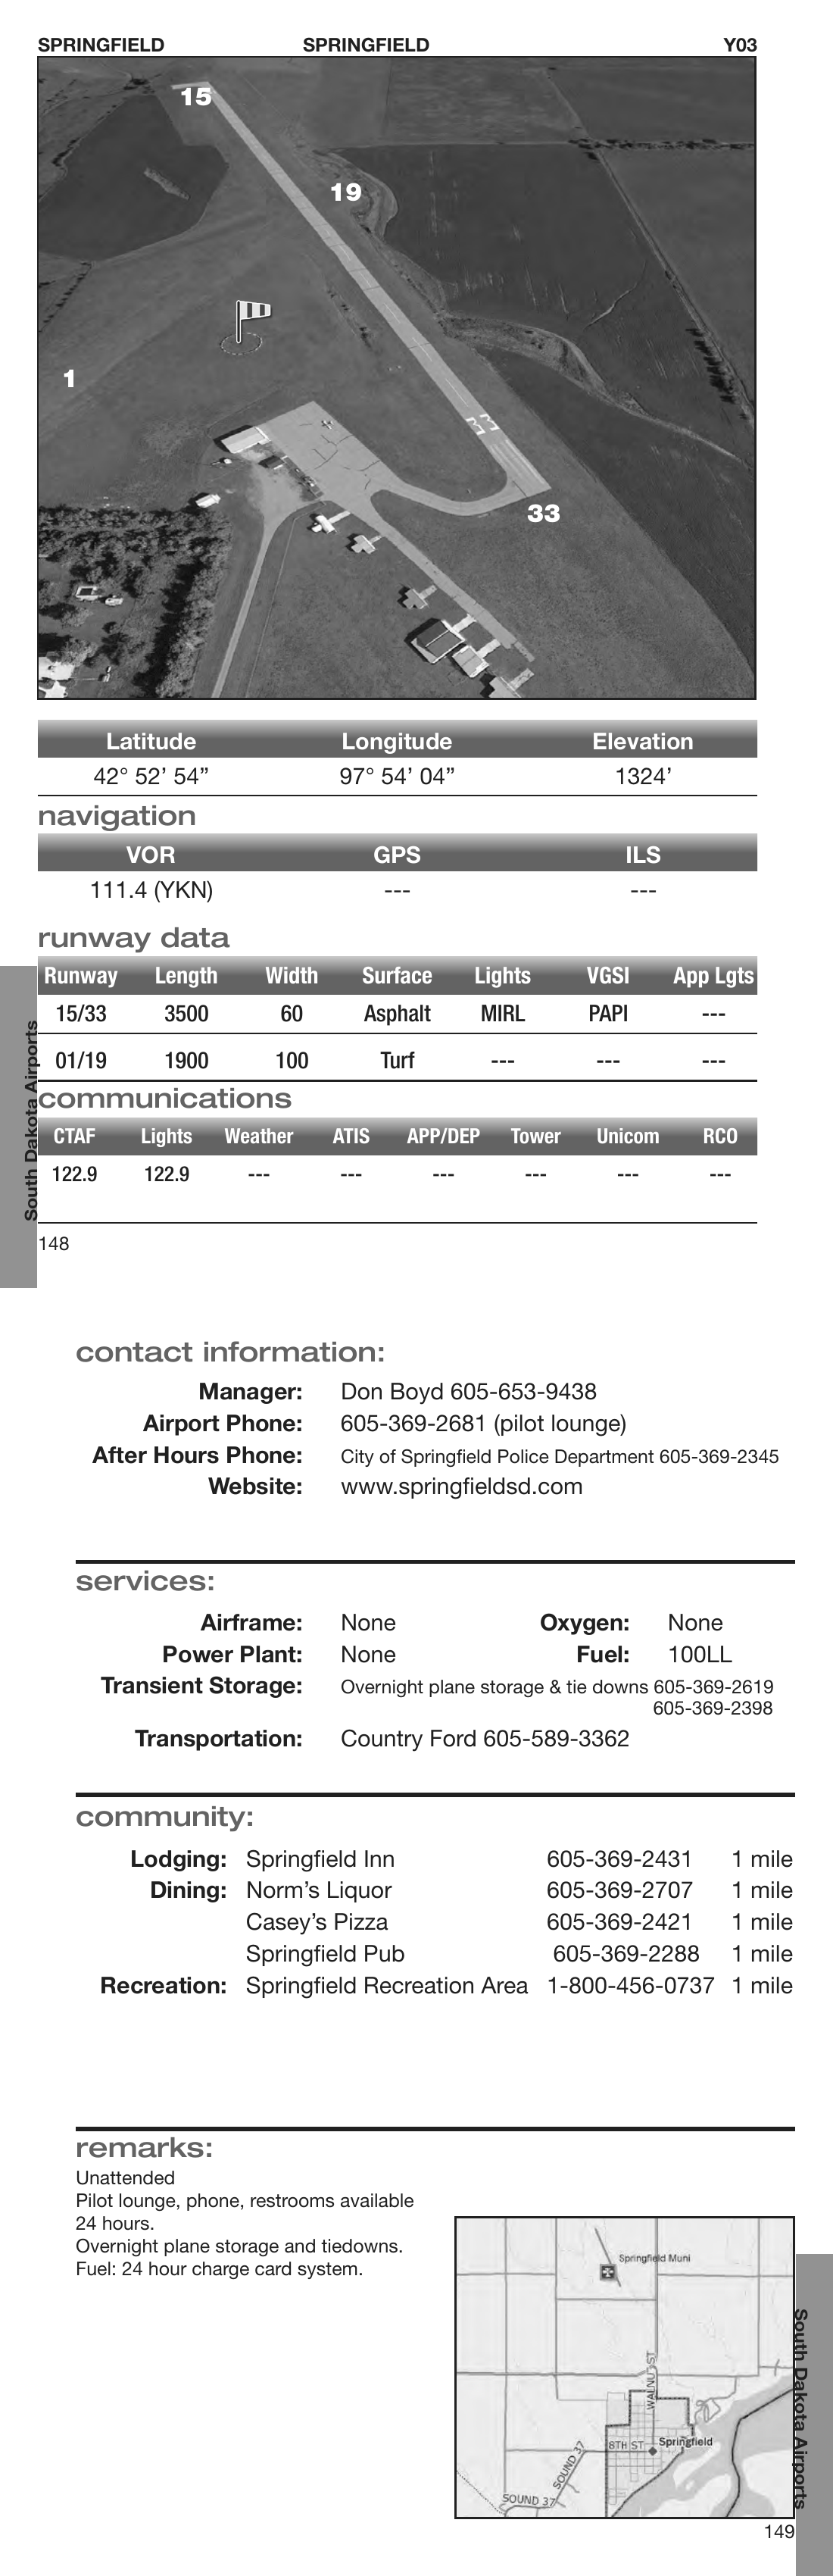 SPRINGFIELD SPRINGFIELD Y03
15
19
1
33
Latitude Longitude Elevation
42° 52’ 54” 97° 54’ 04” 1324’
navigation
VOR GPS ILS
111.4 (YKN) --- ---
runway data
Runway Length Width Surface Lights VGSI App Lgts
15/33 3500 60 Asphalt MIRL PAPI ---
01/19 1900 100 Turf --- --- ---
communications
CTAF Lights Weather ATIS APP/DEP Tower Unicom RCO
122.9 122.9 --- --- --- --- --- ---
South Dakota Airports
148
contact information:
Manager: Don Boyd 605-653-9438
Airport Phone: 605-369-2681 (pilot lounge)
After Hours Phone: City of Springfield Police Department 605-369-2345
Website: www.springfieldsd.com
services:
Airframe: None Oxygen: None
Power Plant: None Fuel: 100LL
Transient Storage: Overnight plane storage & tie downs 605-369-2619
605-369-2398
Transportation: Country Ford 605-589-3362
community:
Lodging: Springfield Inn 605-369-2431 1 mile
Dining: Norm’s Liquor 605-369-2707 1 mile
Casey’s Pizza 605-369-2421 1 mile
Springfield Pub 605-369-2288 1 mile
Recreation: Springfield Recreation Area 1-800-456-0737 1 mile
remarks:
Unattended
Pilot lounge, phone, restrooms available
24 hours.
Overnight plane storage and tiedowns.
Fuel: 24 hour charge card system.
Springfield Muni
WALNUT ST
8TH ST
Springfield
SOUND 37
SOUND 37
South Dakota Airports
149